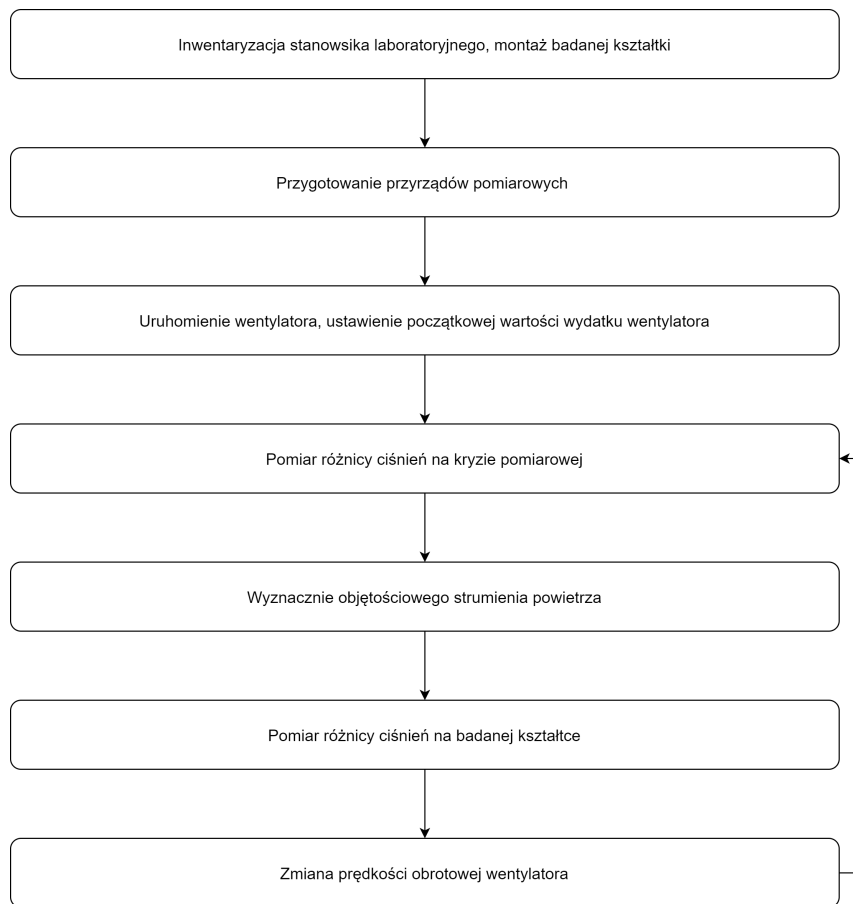 Inwentaryzacja stanowsika laboratoryjnego, montaż badanej kształtki
Przygotowanie przyrządów pomiarowych
Uruhomienie wentylatora, ustawienie początkowej wartości wydatku wentylatora
Pomiar różnicy ciśnień na kryzie pomiarowej
Wyznacznie objętościowego strumienia powietrza
Pomiar różnicy ciśnień na badanej kształtce
Zmiana prędkości obrotowej wentylatora